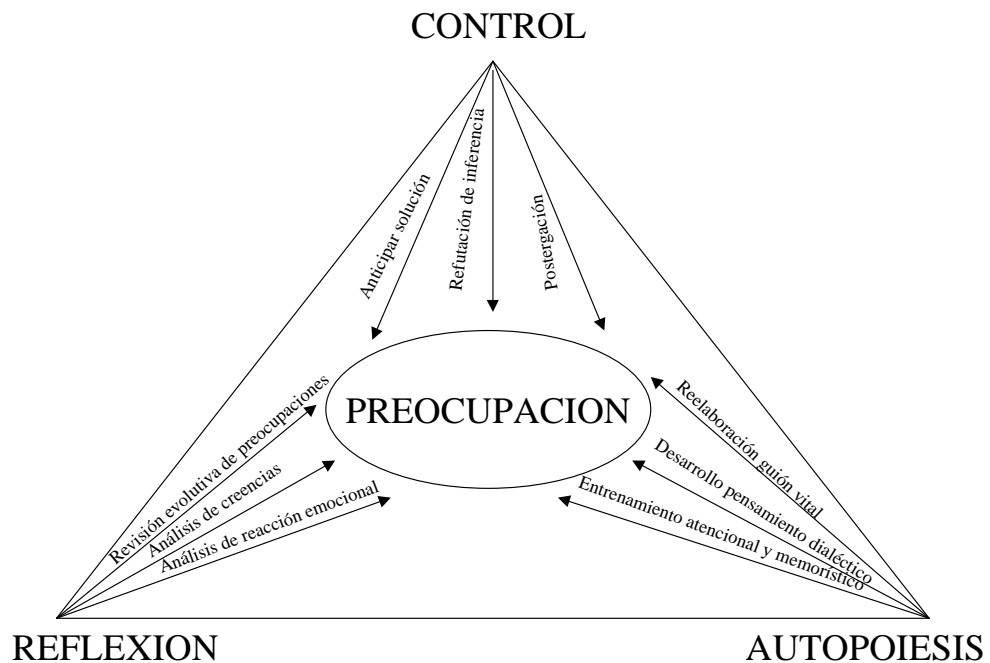 CONTROL
Anticipar solución
Refutación de inferencia
Postergación
PREOCUPACION
Revisión evolutiva de preocupaciones
Análisis de creencias
Análisis de reacción emocional
Reelaboración guión vital
Desarrollo pensamiento dialéctico
Entrenamiento atencional y memorístico
REFLEXION
AUTOPOIESIS